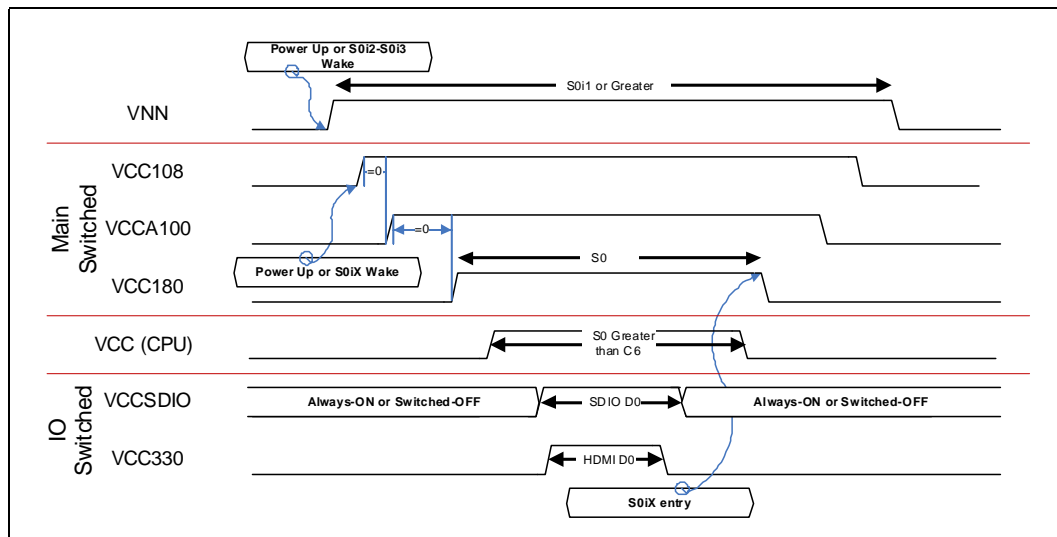 Power Up or S0i2-S0i3
Wake
S0i1 or Greater
VNN
Main
Switched
VCC108
=0
VCCA100
=0
Power Up or S0iX Wake
S0
VCC180
VCC (CPU)
S0 Greater
than C6
IO
Switched
VCCSDIO
Always-ON or Switched-OFF
SDIO D0
Always-ON or Switched-OFF
VCC330
HDMI D0
S0iX entry